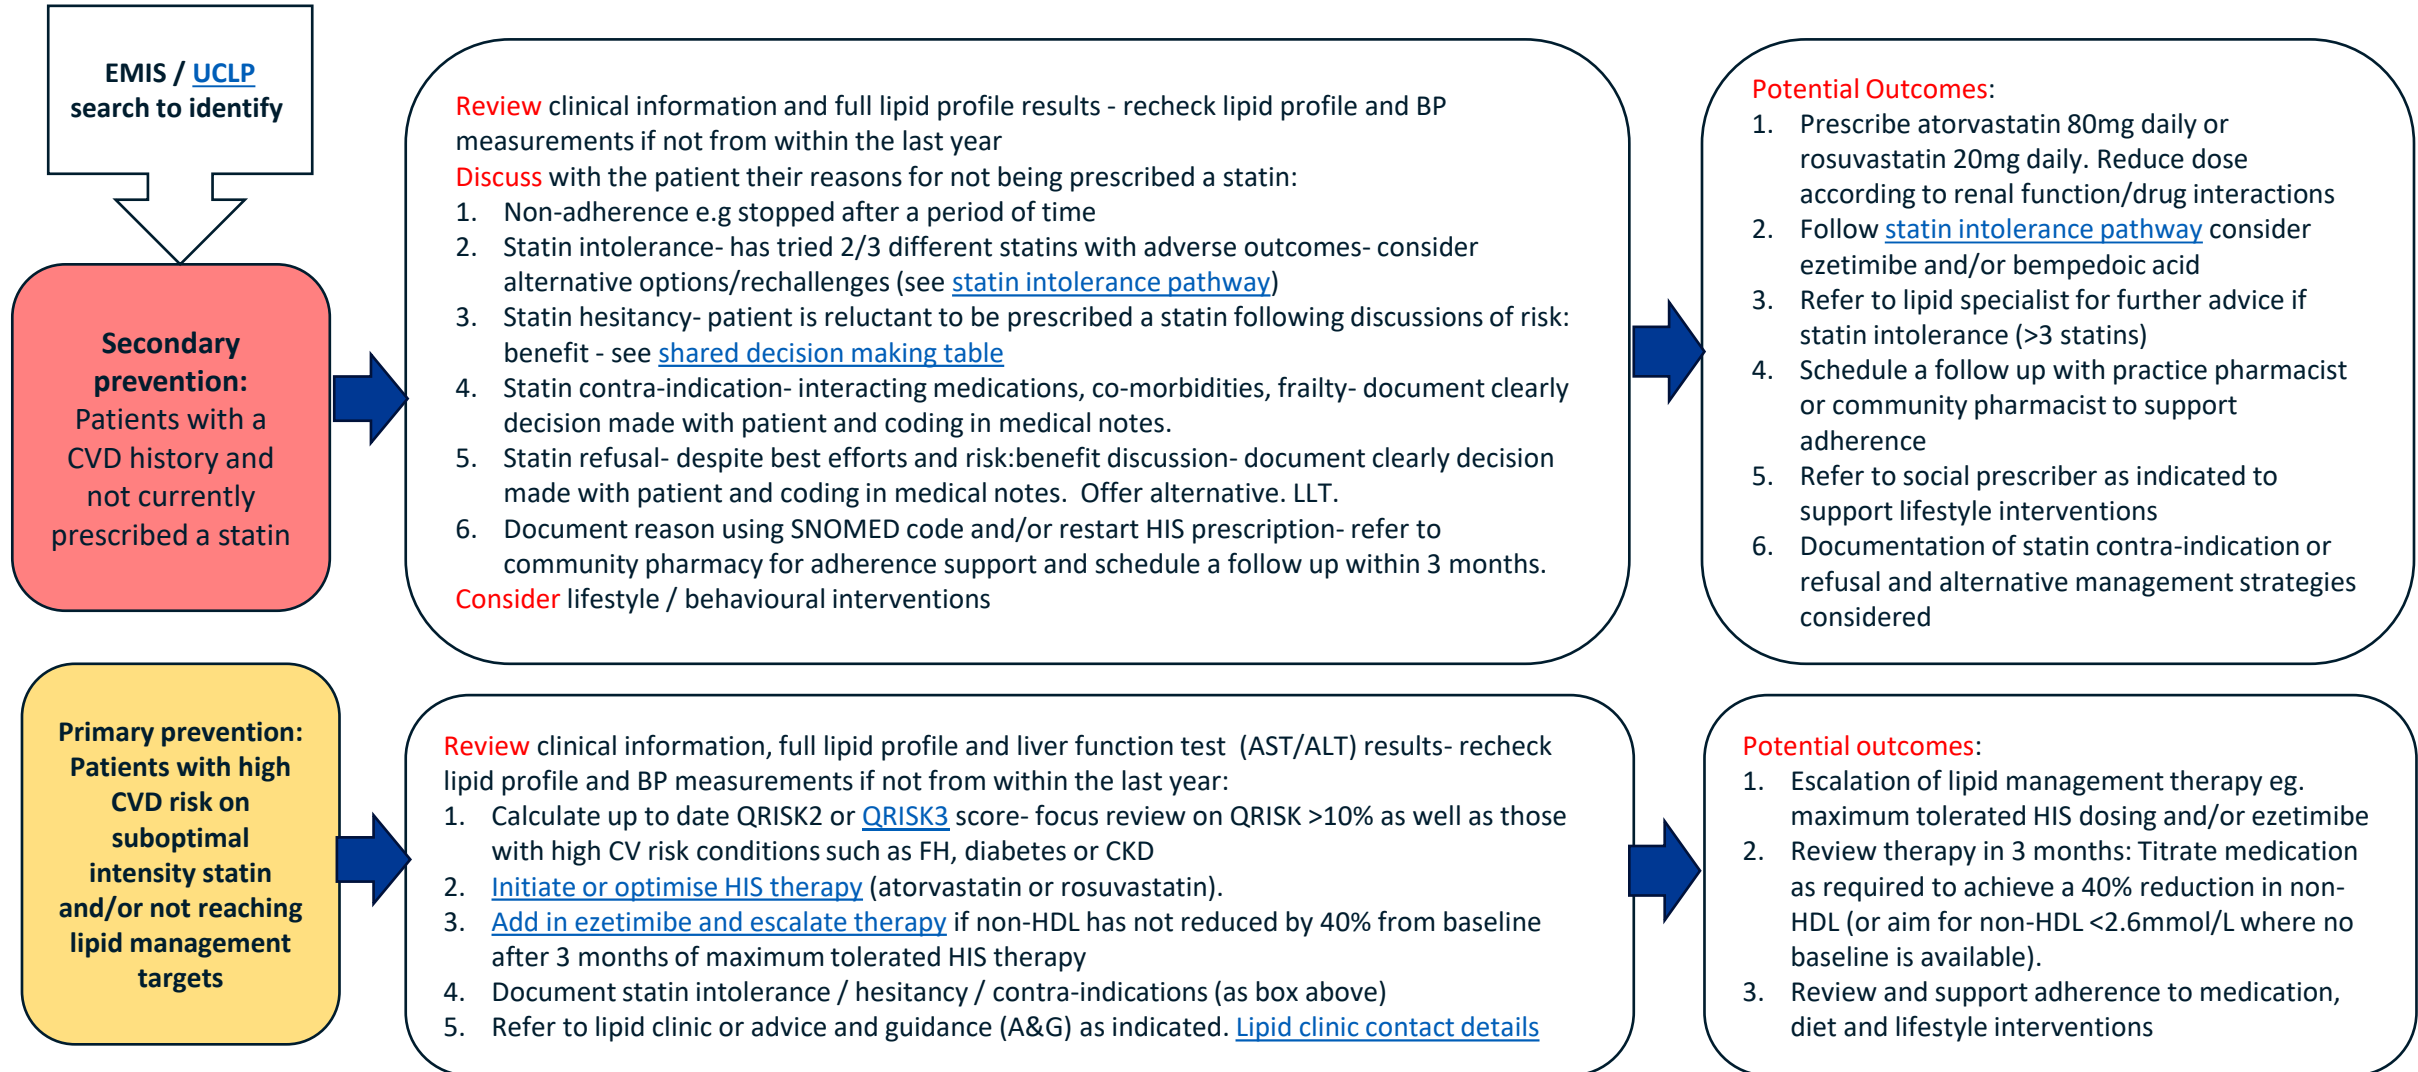 EMIS / UCLP
search to identify
Secondary
prevention:
Patients with a
CVD history and
not currently
prescribed a statin
Review clinical information and full lipid profile results - recheck lipid profile and BP
measurements if not from within the last year
Discuss with the patient their reasons for not being prescribed a statin:
1. Non-adherence e.g stopped after a period of time
2. Statin intolerance- has tried 2/3 different statins with adverse outcomes- consider
alternative options/rechallenges (see statin intolerance pathway)
3. Statin hesitancy- patient is reluctant to be prescribed a statin following discussions of risk:
benefit - see shared decision making table
4. Statin contra-indication- interacting medications, co-morbidities, frailty- document clearly
decision made with patient and coding in medical notes.
5. Statin refusal- despite best efforts and risk:benefit discussion- document clearly decision
made with patient and coding in medical notes. Offer alternative. LLT.
6. Document reason using SNOMED code and/or restart HIS prescription- refer to
community pharmacy for adherence support and schedule a follow up within 3 months.
Consider lifestyle / behavioural interventions
Potential Outcomes:
1. Prescribe atorvastatin 80mg daily or
rosuvastatin 20mg daily. Reduce dose
according to renal function/drug interactions
2. Follow statin intolerance pathway consider
ezetimibe and/or bempedoic acid
3. Refer to lipid specialist for further advice if
statin intolerance (>3 statins)
4. Schedule a follow up with practice pharmacist
or community pharmacist to support
adherence
5. Refer to social prescriber as indicated to
support lifestyle interventions
6. Documentation of statin contra-indication or
refusal and alternative management strategies
considered
Primary prevention:
Patients with high
CVD risk on
suboptimal
intensity statin
and/or not reaching
lipid management
targets
Review clinical information, full lipid profile and liver function test (AST/ALT) results- recheck
lipid profile and BP measurements if not from within the last year:
1. Calculate up to date QRISK2 or QRISK3 score- focus review on QRISK >10% as well as those
with high CV risk conditions such as FH, diabetes or CKD
2. Initiate or optimise HIS therapy (atorvastatin or rosuvastatin).
3. Add in ezetimibe and escalate therapy if non-HDL has not reduced by 40% from baseline
after 3 months of maximum tolerated HIS therapy
4. Document statin intolerance / hesitancy / contra-indications (as box above)
5. Refer to lipid clinic or advice and guidance (A&G) as indicated. Lipid clinic contact details
Potential outcomes:
1. Escalation of lipid management therapy eg.
maximum tolerated HIS dosing and/or ezetimibe
2. Review therapy in 3 months: Titrate medication
as required to achieve a 40% reduction in non-
HDL (or aim for non-HDL <2.6mmol/L where no
baseline is available).
3. Review and support adherence to medication,
diet and lifestyle interventions